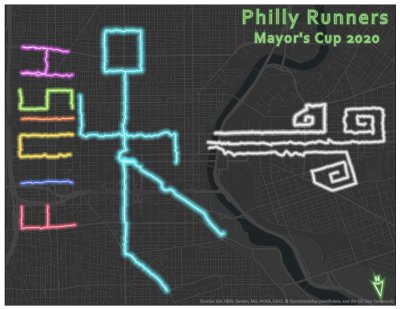 Philly Runners
Mayor's Cup 2020
FINISH
Sources: Esri, HERE, Garmin, FAO, NOAA, USGS, © OpenStreetMap contributors, and the GIS User Community